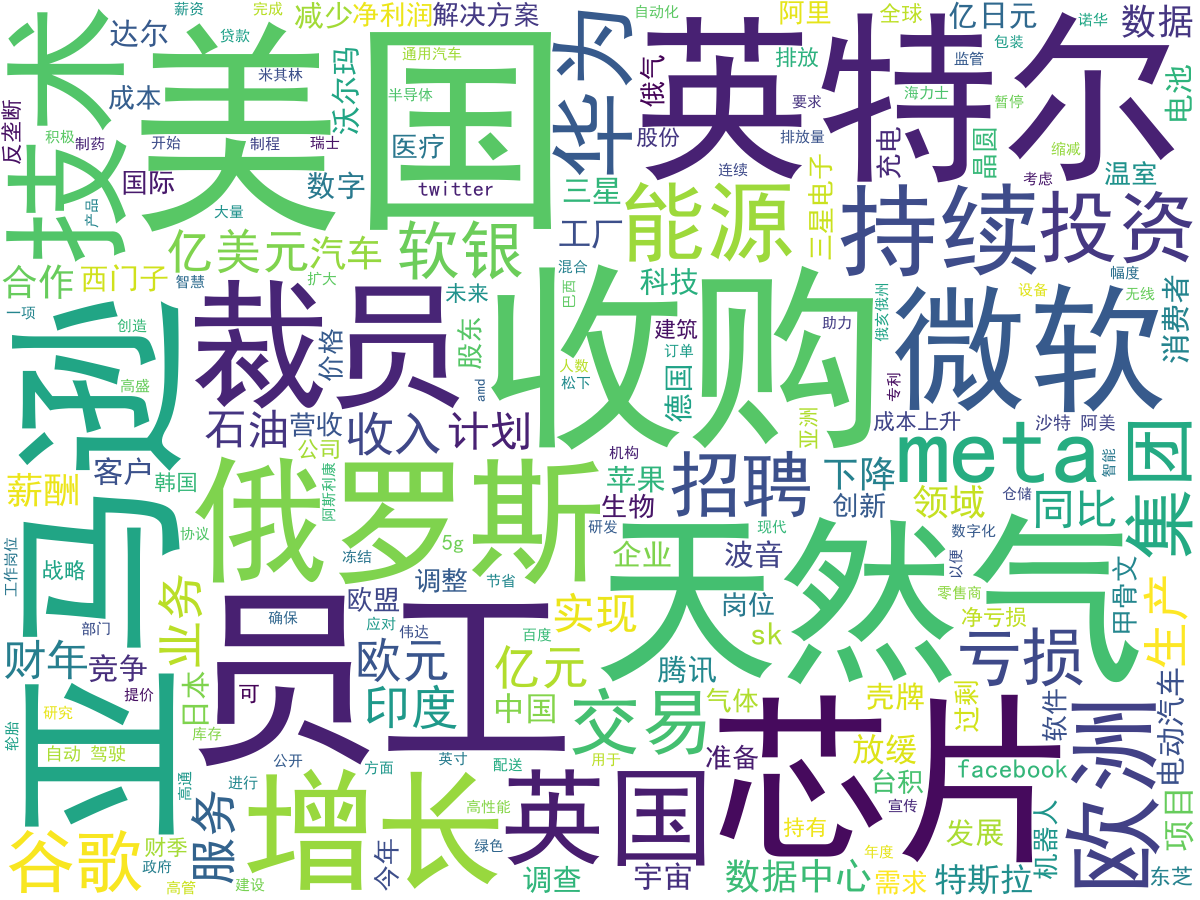 薪资
完成
减少
净利润
解决方案
自动化
阿里
全球
亿日元
诺华
数据
技术
达尔
贷款
美国
通用汽车
沃尔玛
米其林
华为
俄气
排放
英特尔
包装
监管
电池
反垄断
成本
半导体
要求
海力士
暂停
积极
制药
开始
制程
瑞士
医疗
股份
排放量
充电
晶圆
缩减
国际
数字
twitter
三星
连续
三星电子
考虑
温室
产品
大量
能源
持续
投资
亿美元
汽车
软银
工厂
合作
西门子
智慧
扩大
未来
混合
科技
幅度
设备
无线
消费者
一项
创造
裁员
价格
股东
收购
巴西
建筑
助力
俄亥俄州
微软
亚马逊
高盛
订单
人数
松下
amd
德国
专利
石油
营收
收入
计划
亚洲
成本上升
沙特 阿美
客户
公司
机构
meta
智能
集团
薪酬
韩国
俄罗斯
阿斯利康
苹果
招聘
下降
创新
领域
仓储
同比
生物
协议
5g
研发
现代
数字化
工作岗位
战略
冻结
节省
企业
波音
天然气
以便
甲骨文
部门
业务
确保
员工
欧盟
调整
应对
伟达
实现
岗位
零售商
净亏损
生产
财年
竞争
百度
sk
提价
可
欧元
亿元
腾讯
亏损
日本
印度
中国
交易
气体
壳牌
过剩
软件
电动汽车
研究
轮胎
自动 驾驶
库存
公开
方面
英寸
配送
用于
准备
芯片
放缓
欧洲
高通
进行
增长
高性能
英国
台积
facebook
谷歌
服务
宣传
持有
发展
机器人
项目
财季
今年
绿色
政府
高管
建设
调查
宇宙
数据中心
年度
需求
特斯拉
东芝